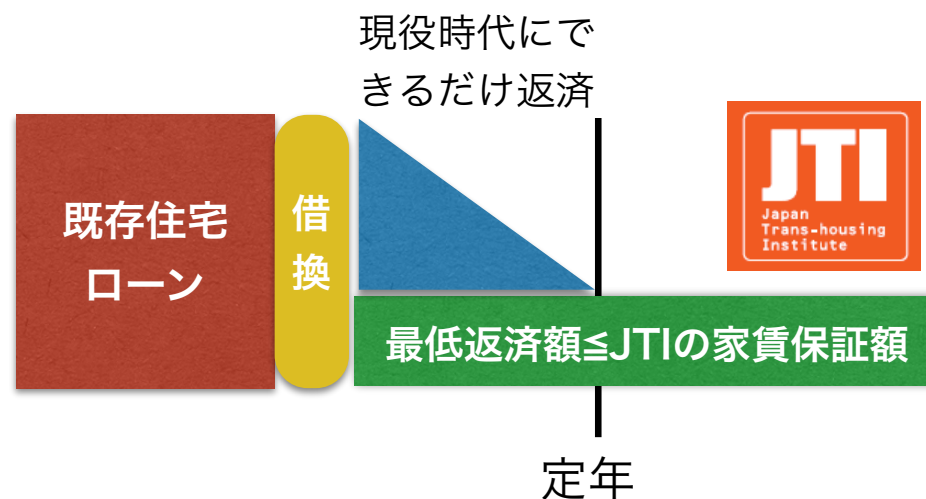 現役時代にで
きるだけ返済
既存住宅
ローン
借
換
JTI
Japan
Trans-housing
Institute
最低返済額≦JTIの家賃保証額
定年